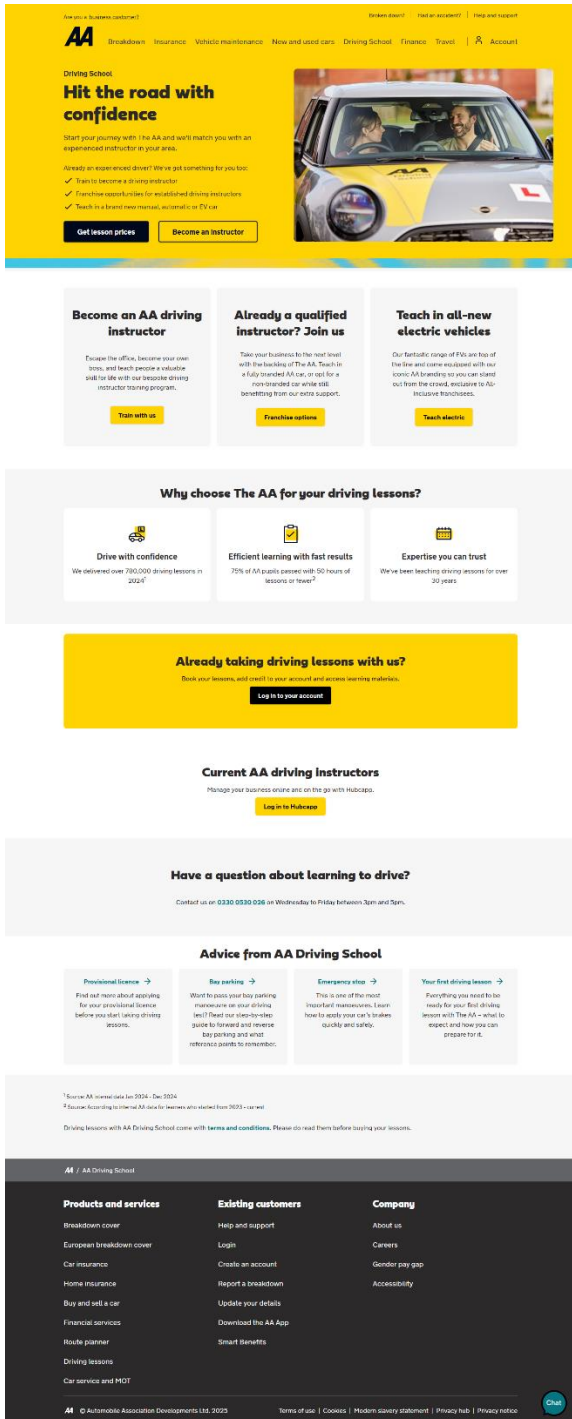 Are you a business customer?
Broken down? Had an accident? Help and support
AA Breakdown Insurance Vehicle maintenance New and used cars Driving School Finance Travel Account
Driving School
Hit the road with
confidence
Start your journey with The AA and we'll match you with an
experienced instructor in your area.
Already an experienced driver? We've got something for you too:
Train to become a driving instructor
Franchise opportunities for established driving instructors
Teach in a brand new manual, automatic or EV car
Get lesson prices
Become an instructor
AA
L
Become an AA driving
instructor
Escape the office, become your own
boss, and teach people a valuable
skill for life with our bespoke driving
instructor training program.
Train with us
Already a qualified
instructor? Join us
Take your business to the next level
with the backing of The AA. Teach in
a fully branded AA car, or opt for a
non-branded car while still
benefitting from our extra support.
Franchise options
Teach in all-new
electric vehicles
Our fantastic range of EVs are top of
the line and come equipped with our
iconic AA branding so you can stand
out from the crowd, exclusive to All-
Inclusive franchisees.
Teach electric
Why choose The AA for your driving lessons?
Drive with confidence
We delivered over 780,000 driving lessons in
2024¹
Efficient learning with fast results
75% of AA pupils passed with 50 hours of
lessons or fewer²
Expertise you can trust
We've been teaching driving lessons for over
30 years
Already taking driving lessons with us?
Book your lessons, add credit to your account and access learning materials.
Log in to your account
Current AA driving instructors
Manage your business online and on the go with Hubcapp.
Log in to Hubcapp
Have a question about learning to drive?
Contact us on 0330 0530 026 on Wednesday to Friday between 3pm and 5pm.
Advice from AA Driving School
Provisional licence →
Find out more about applying
for your provisional licence
before you start taking driving
lessons.
Bay parking →
Want to pass your bay parking
manoeuvre on your driving
test? Read our step-by-step
guide to forward and reverse
bay parking and what
reference points to remember.
Emergency stop →
This is one of the most
important manoeuvres. Learn
how to apply your car's brakes
quickly and safely.
Your first driving lesson →
Everything you need to be
ready for your first driving
lesson with The AA – what to
expect and how you can
prepare for it.
¹ Source: AA internal data Jan 2024 - Dec 2024
² Source: According to internal AA data for learners who started from 2023 - current
Driving lessons with AA Driving School come with terms and conditions. Please do read them before buying your lessons.
AA / AA Driving School
Products and services
Breakdown cover
European breakdown cover
Car insurance
Home insurance
Buy and sell a car
Financial services
Route planner
Driving lessons
Car service and MOT
Existing customers
Help and support
Login
Create an account
Report a breakdown
Update your details
Download the AA App
Smart Benefits
Company
About us
Careers
Gender pay gap
Accessibility
Chat
AA © Automobile Association Developments Ltd. 2025
Terms of use | Cookies | Modern slavery statement | Privacy hub | Privacy notice